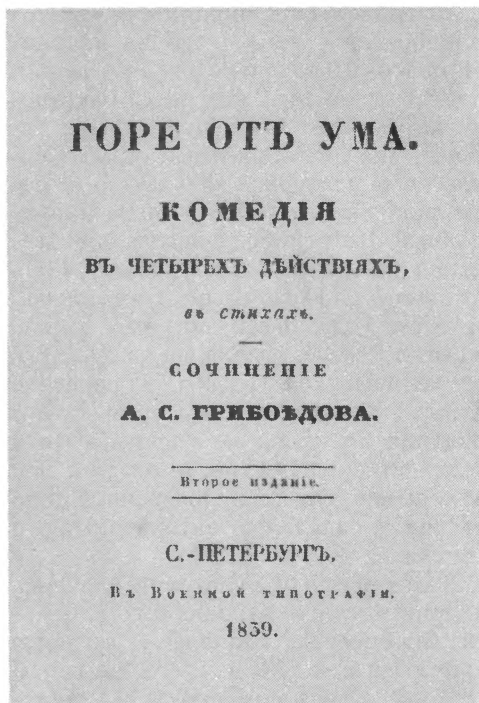 ГОРЕ ОТЪ УМА.
КОМЕДІЯ
ВЪ ЧЕТЫРЕХЪ ДѢЙСТВІЯХЪ,
въ стихахъ.
СОЧИНЕНІЕ
А. С. ГРИБОѢДОВА.
Второе изданіе.
С.-ПЕТЕРБУРГЪ,
Въ Военной типографіи.
1839.